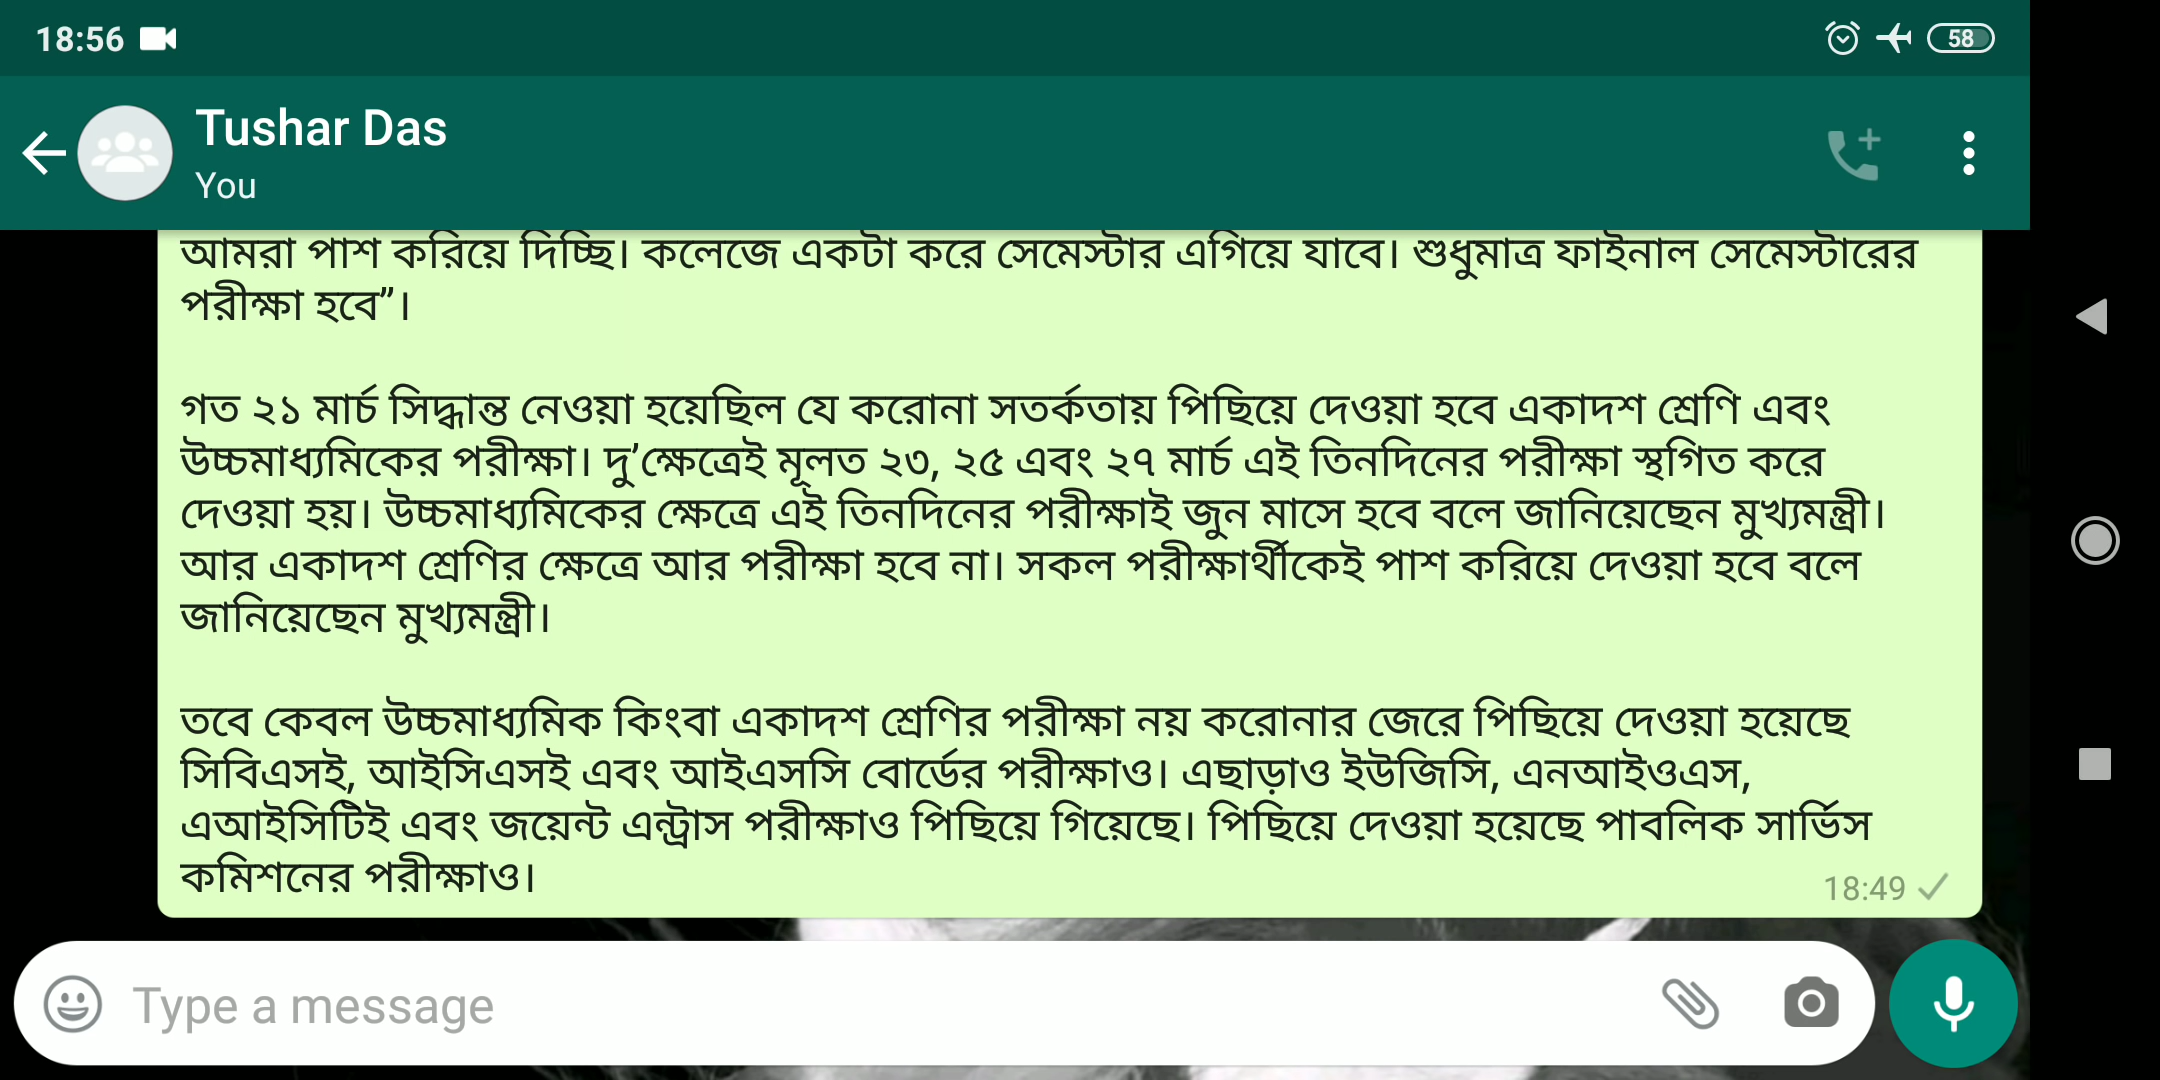 18:56
58
Tushar Das
You
আমরা পাশ করিয়ে দিচ্ছি। কলেজে একটা করে সেমেস্টার এগিয়ে যাবে। শুধুমাত্র ফাইনাল সেমেস্টারের
পরীক্ষা হবে”।
গত ২১ মার্চ সিদ্ধান্ত নেওয়া হয়েছিল যে করোনা সতর্কতায় পিছিয়ে দেওয়া হবে একাদশ শ্রেণি এবং
উচ্চমাধ্যমিকের পরীক্ষা। দু’ক্ষেত্রেই মূলত ২৩, ২৫ এবং ২৭ মার্চ এই তিনদিনের পরীক্ষা স্থগিত করে
দেওয়া হয়। উচ্চমাধ্যমিকের ক্ষেত্রে এই তিনদিনের পরীক্ষাই জুন মাসে হবে বলে জানিয়েছেন মুখ্যমন্ত্রী।
আর একাদশ শ্রেণির ক্ষেত্রে আর পরীক্ষা হবে না। সকল পরীক্ষার্থীকেই পাশ করিয়ে দেওয়া হবে বলে
জানিয়েছেন মুখ্যমন্ত্রী।
তবে কেবল উচ্চমাধ্যমিক কিংবা একাদশ শ্রেণির পরীক্ষা নয় করোনার জেরে পিছিয়ে দেওয়া হয়েছে
সিবিএসই, আইসিএসই এবং আইএসসি বোর্ডের পরীক্ষাও। এছাড়াও ইউজিসি, এনআইওএস,
এআইসিটিই এবং জয়েন্ট এন্ট্রাস পরীক্ষাও পিছিয়ে গিয়েছে। পিছিয়ে দেওয়া হয়েছে পাবলিক সার্ভিস
কমিশনের পরীক্ষাও।
18:49
Type a message